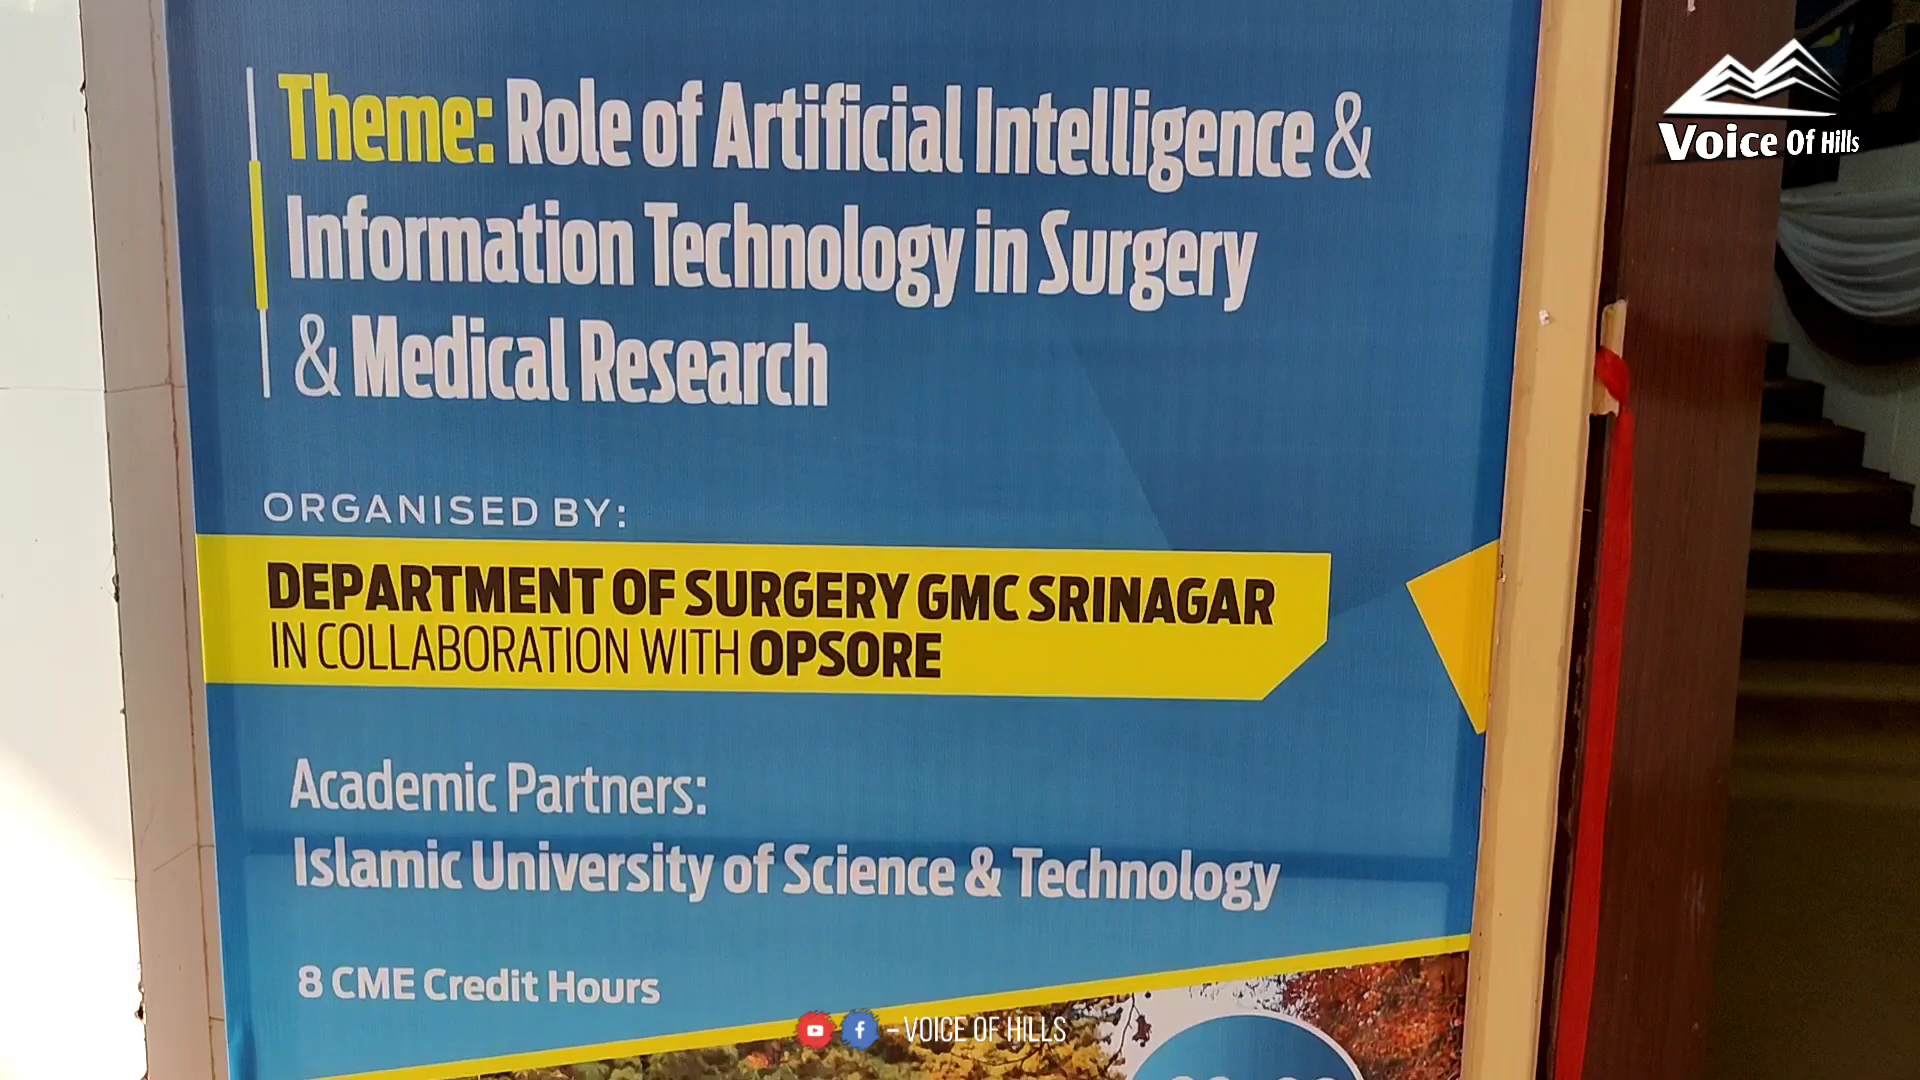 Theme: Role of Artificial Intelligence &
Information Technology in Surgery
& Medical Research
ORGANISED BY:
DEPARTMENT OF SURGERY GMC SRINAGAR
IN COLLABORATION WITH OPSORE
Academic Partners:
Islamic University of Science & Technology
8 CME Credit Hours
Voice Of Hills
- VOICE OF HILLS